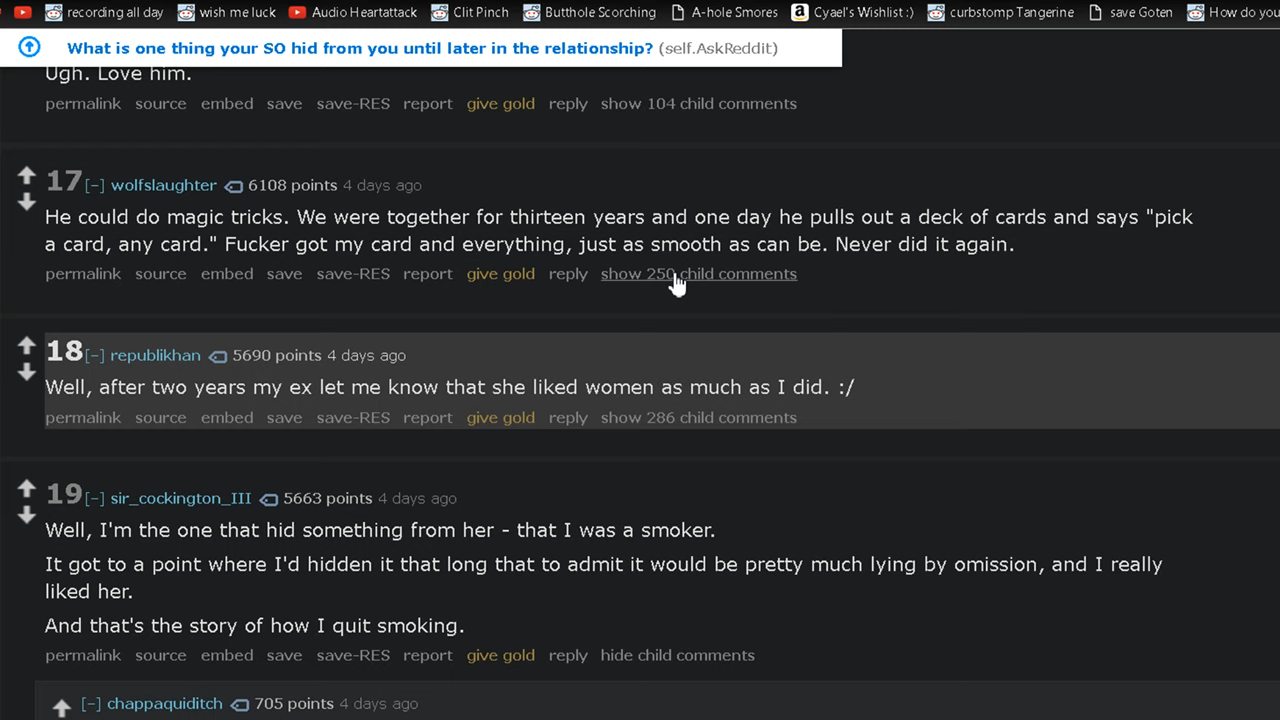 recording all day wish me luck Audio Heartattack Clit Pinch Butthole Scorching A-hole Smores Cyael's Wishlist :) curbstomp Tangerine save Goten How do you
What is one thing your SO hid from you until later in the relationship? (self.AskReddit)
Ugh. Love him.
permalink source embed save save-RES report give gold reply show 104 child comments
17 [–] wolfslaughter 6108 points 4 days ago
He could do magic tricks. We were together for thirteen years and one day he pulls out a deck of cards and says "pick
a card, any card." Fucker got my card and everything, just as smooth as can be. Never did it again.
permalink source embed save save-RES report give gold reply show 250 child comments
18 [–] republikhan 5690 points 4 days ago
Well, after two years my ex let me know that she liked women as much as I did. :/
permalink source embed save save-RES report give gold reply show 286 child comments
19 [–] sir_cockington_III 5663 points 4 days ago
Well, I'm the one that hid something from her - that I was a smoker.
It got to a point where I'd hidden it that long that to admit it would be pretty much lying by omission, and I really
liked her.
And that's the story of how I quit smoking.
permalink source embed save save-RES report give gold reply hide child comments
[–] chappaquiditch 705 points 4 days ago